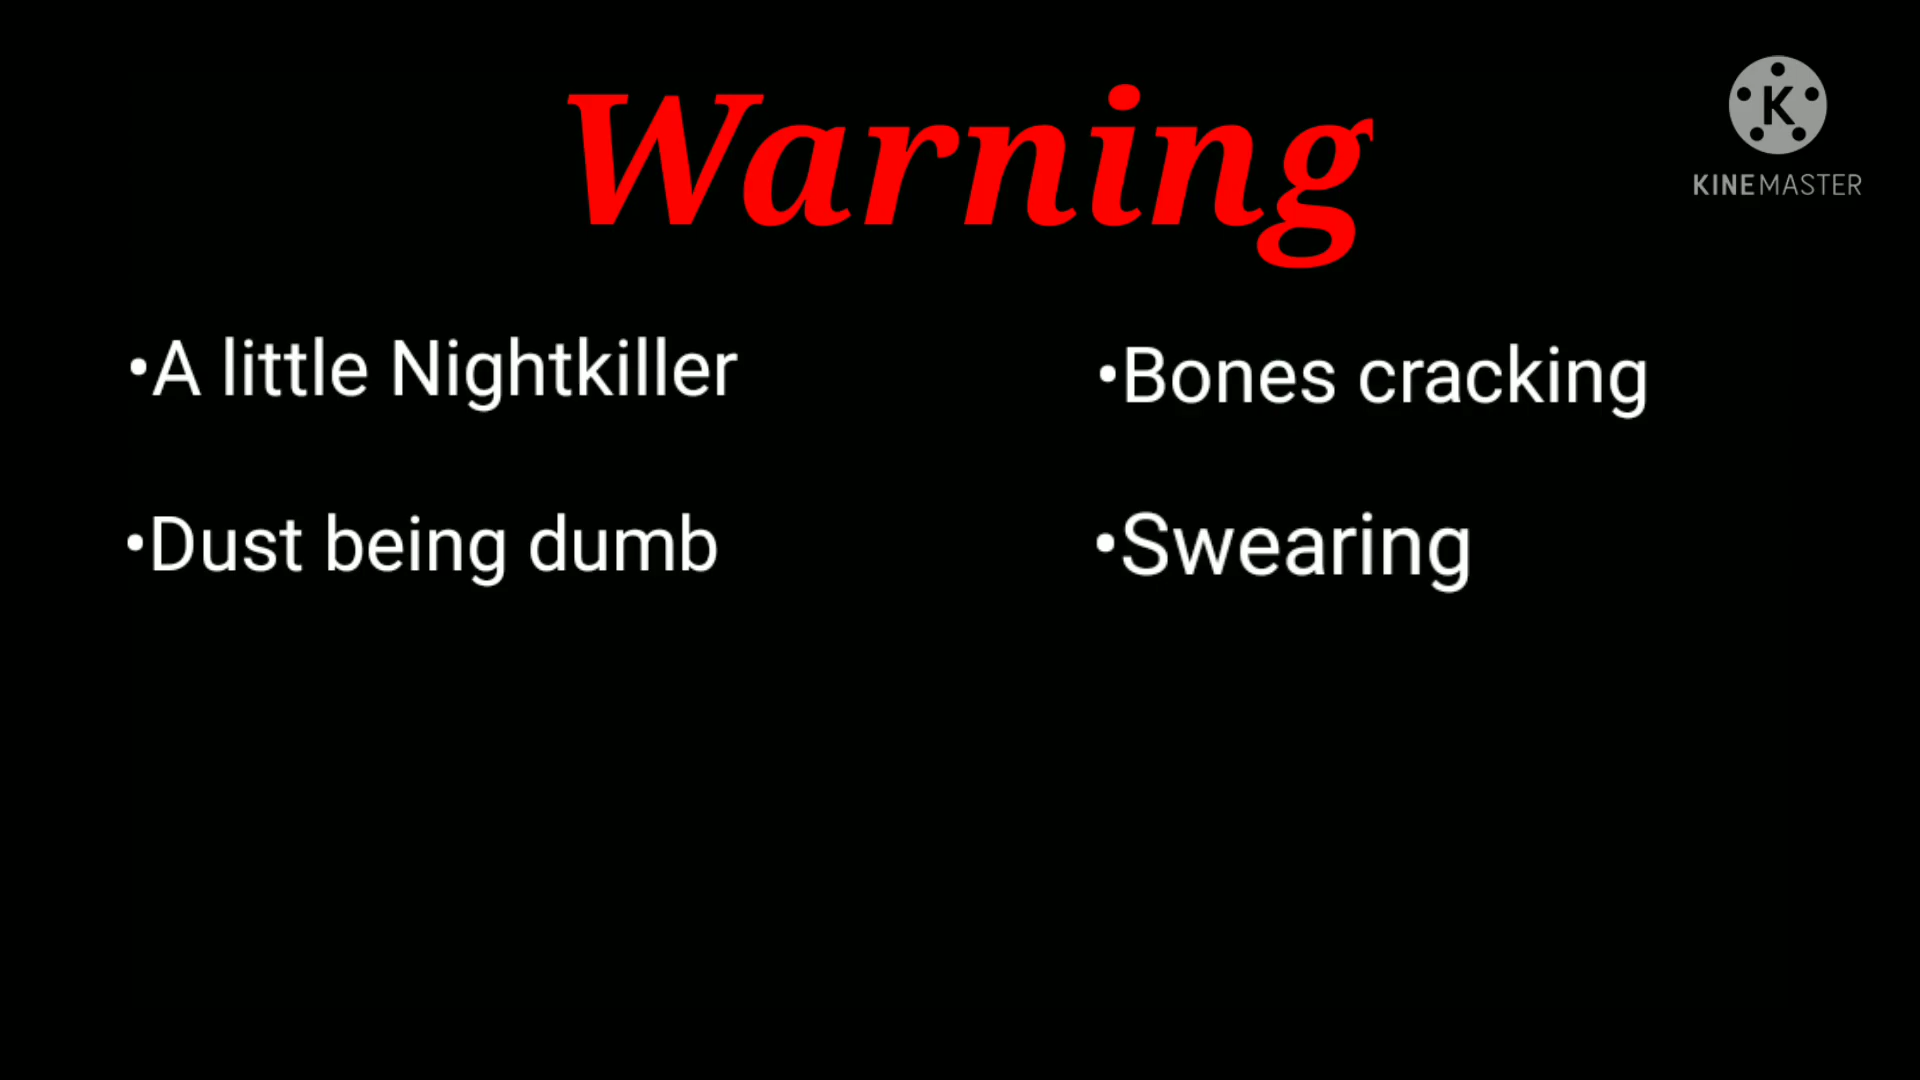 Warning
KINEMASTER
•A little Nightkiller
•Bones cracking
•Dust being dumb
•Swearing